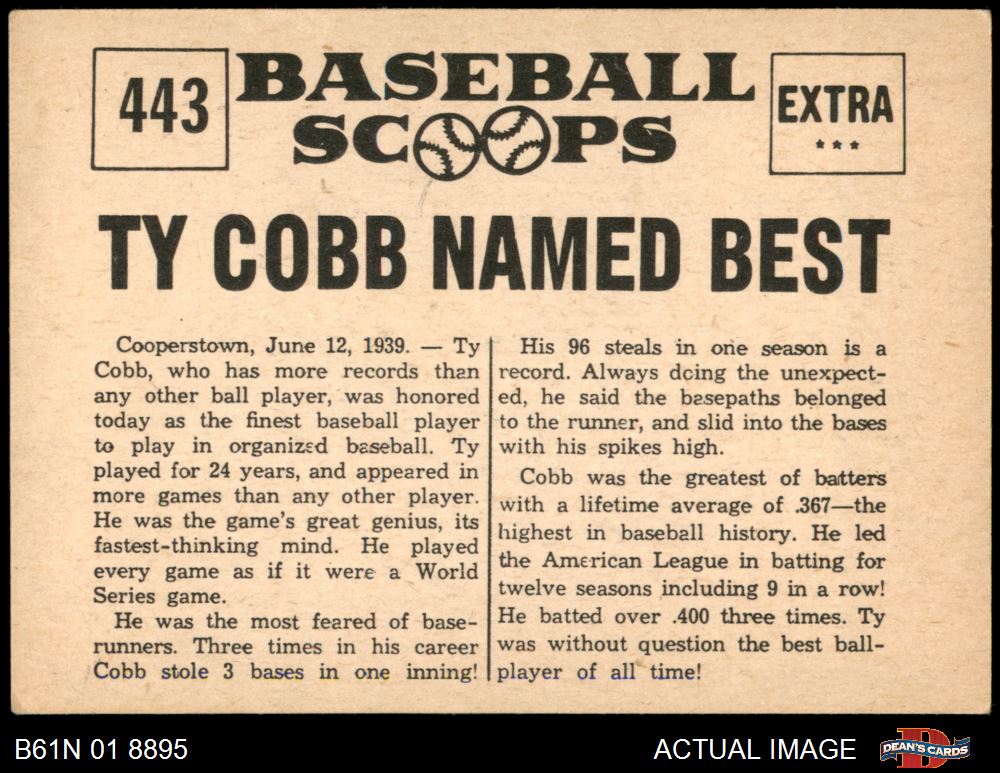 443
BASEBALL
SCOOPS
EXTRA
***
TY COBB NAMED BEST
Cooperstown, June 12, 1939. — Ty
Cobb, who has more records than
any other ball player, was honored
today as the finest baseball player
to play in organized baseball. Ty
played for 24 years, and appeared in
more games than any other player.
He was the game's great genius, its
fastest-thinking mind. He played
every game as if it were a World
Series game.
He was the most feared of base-
runners. Three times in his career
Cobb stole 3 bases in one inning!
His 96 steals in one season is a
record. Always dcing the unexpect-
ed, he said the basepaths belonged
to the runner, and slid into the bases
with his spikes high.
Cobb was the greatest of batters
with a lifetime average of .367—the
highest in baseball history. He led
the American League in batting for
twelve seasons including 9 in a row!
He batted over .400 three times. Ty
was without question the best ball-
player of all time!
B61N 01 8895
ACTUAL IMAGE
DEAN'S CARDS